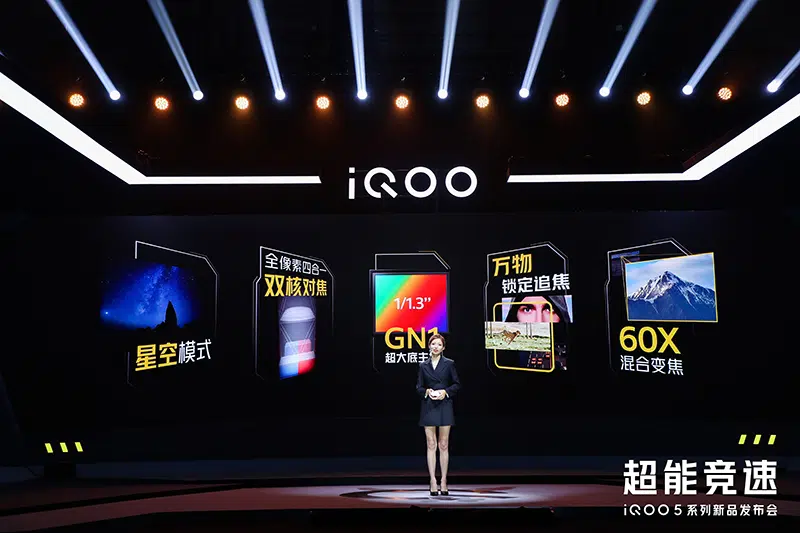 iQOO
星空模式
全像素四合一
双核对焦
1/1.3"
GN1
超大底主
万物
锁定追焦
60X
混合变焦
超能竞速
iQOO 5 系列新品发布会